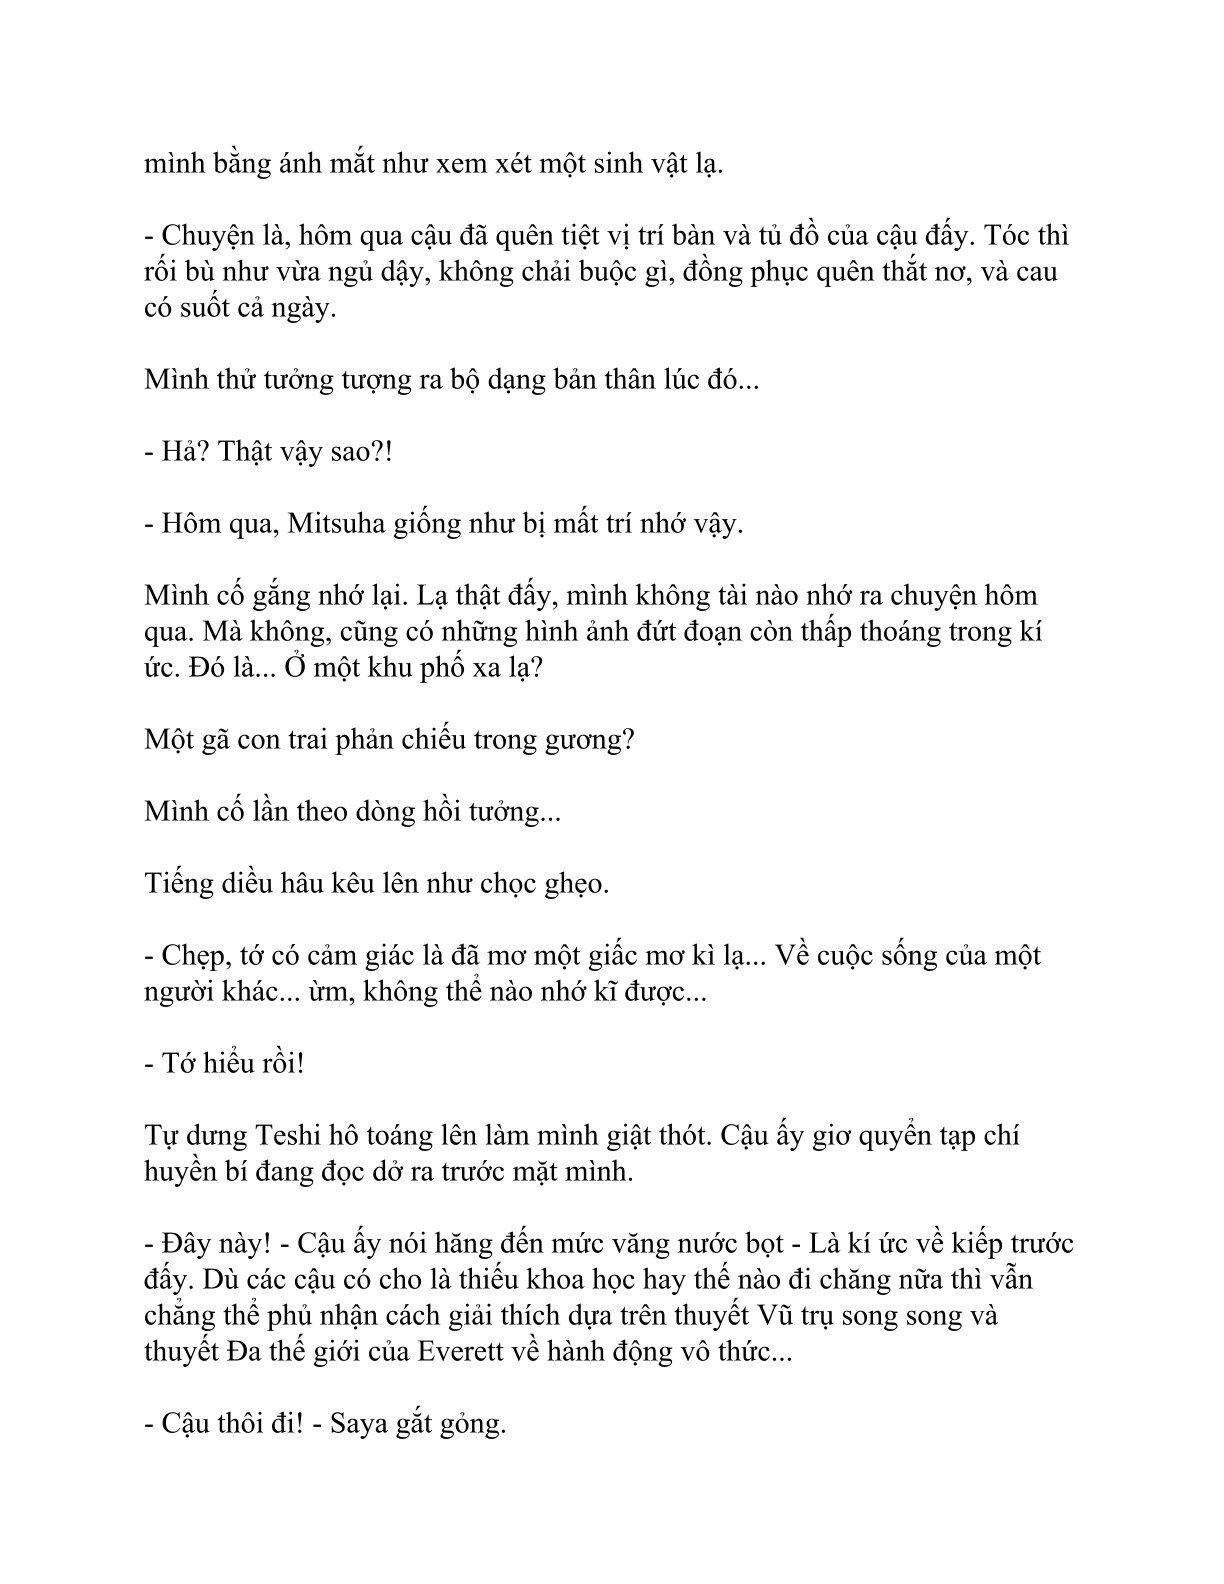 mình bằng ánh mắt như xem xét một sinh vật lạ.
- Chuyện là, hôm qua cậu đã quên tiệt vị trí bàn và tủ đồ của cậu đấy. Tóc thì
rối bù như vừa ngủ dậy, không chải buộc gì, đồng phục quên thắt nơ, và cau
có suốt cả ngày.
Mình thử tưởng tượng ra bộ dạng bản thân lúc đó...
- Hả? Thật vậy sao?!
- Hôm qua, Mitsuha giống như bị mất trí nhớ vậy.
Mình cố gắng nhớ lại. Lạ thật đấy, mình không tài nào nhớ ra chuyện hôm
qua. Mà không, cũng có những hình ảnh đứt đoạn còn thấp thoáng trong kí
ức. Đó là... Ở một khu phố xa lạ?
Một gã con trai phản chiếu trong gương?
Mình cố lần theo dòng hồi tưởng...
Tiếng diều hâu kêu lên như chọc ghẹo.
- Chẹp, tớ có cảm giác là đã mơ một giấc mơ kì lạ... Về cuộc sống của một
người khác... ừm, không thể nào nhớ kĩ được...
- Tớ hiểu rồi!
Tự dưng Teshi hô toáng lên làm mình giật thót. Cậu ấy giơ quyển tạp chí
huyền bí đang đọc dở ra trước mặt mình.
- Đây này! - Cậu ấy nói hăng đến mức văng nước bọt - Là kí ức về kiếp trước
đấy. Dù các cậu có cho là thiếu khoa học hay thế nào đi chăng nữa thì vẫn
chẳng thể phủ nhận cách giải thích dựa trên thuyết Vũ trụ song song và
thuyết Đa thế giới của Everett về hành động vô thức...
- Cậu thôi đi! - Saya gắt gỏng.